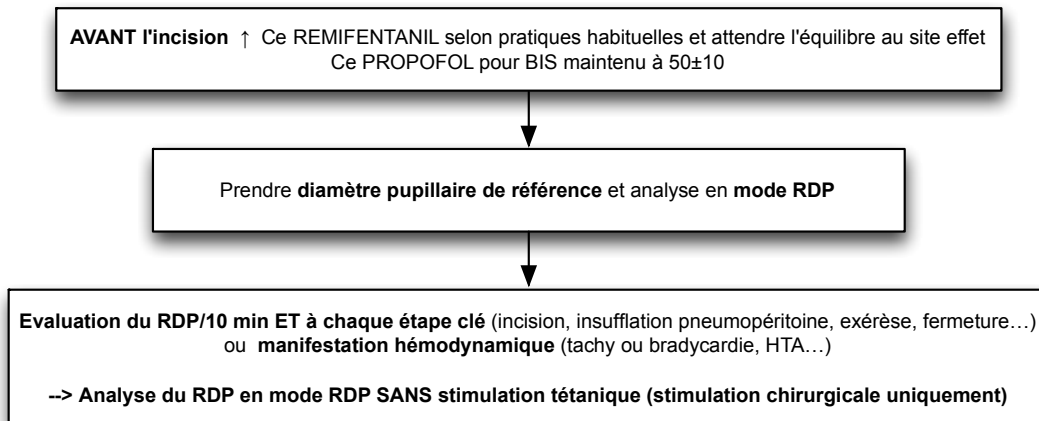 AVANT l'incision ↑ Ce REMIFENTANIL selon pratiques habituelles et attendre l'équilibre au site effet
Ce PROPOFOL pour BIS maintenu à 50±10
Prendre diamètre pupillaire de référence et analyse en mode RDP
Evaluation du RDP/10 min ET à chaque étape clé (incision, insufflation pneumopéritoine, exérèse, fermeture…)
ou manifestation hémodynamique (tachy ou bradycardie, HTA…)
--> Analyse du RDP en mode RDP SANS stimulation tétanique (stimulation chirurgicale uniquement)